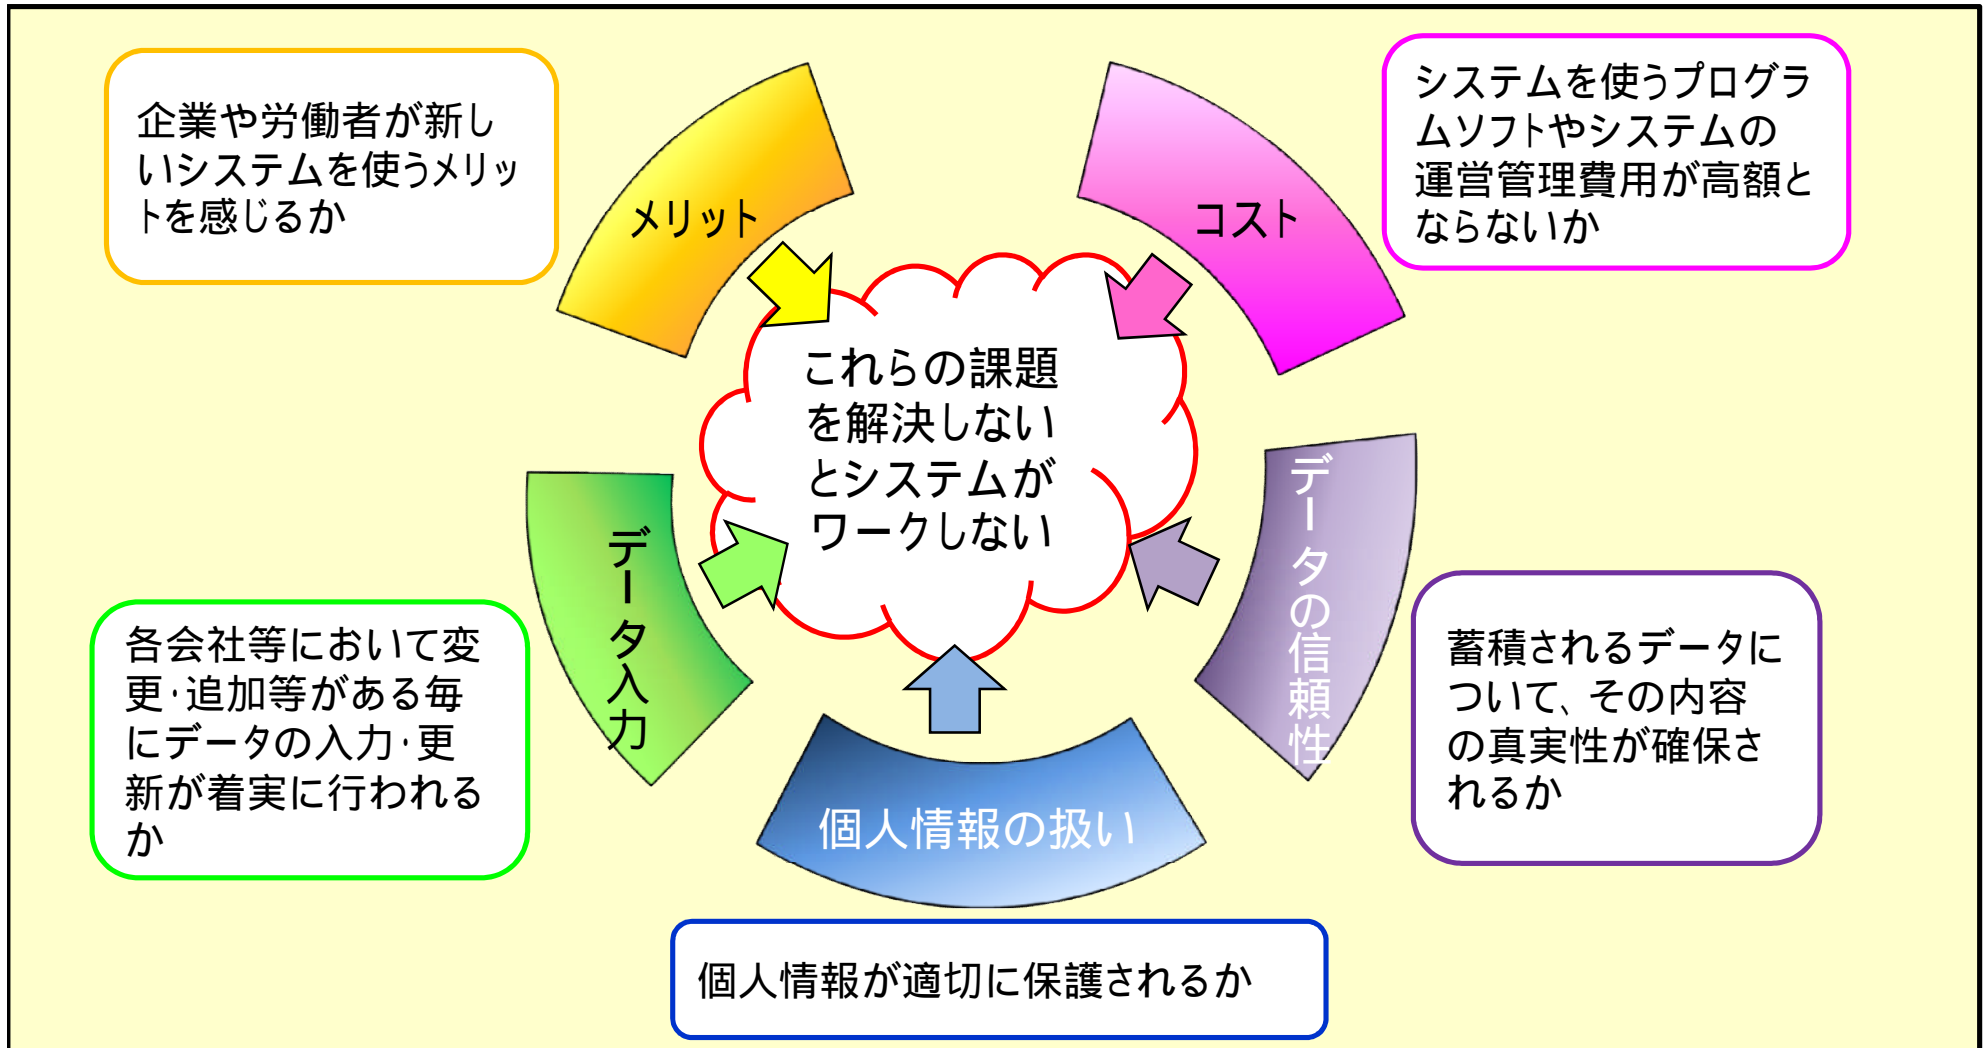 企業や労働者が新し
いシステムを使うメリッ
トを感じるか
メリット
コスト
システムを使うプログラ
ムソフトやシステムの
運営管理費用が高額と
ならないか
これらの課題
を解決しない
とシステムが
ワークしない
データ入力
データの信頼性
各会社等において変
更・追加等がある毎
にデータの入力・更
新が着実に行われる
か
蓄積されるデータに
ついて、その内容
の真実性が確保さ
れるか
個人情報の扱い
個人情報が適切に保護されるか